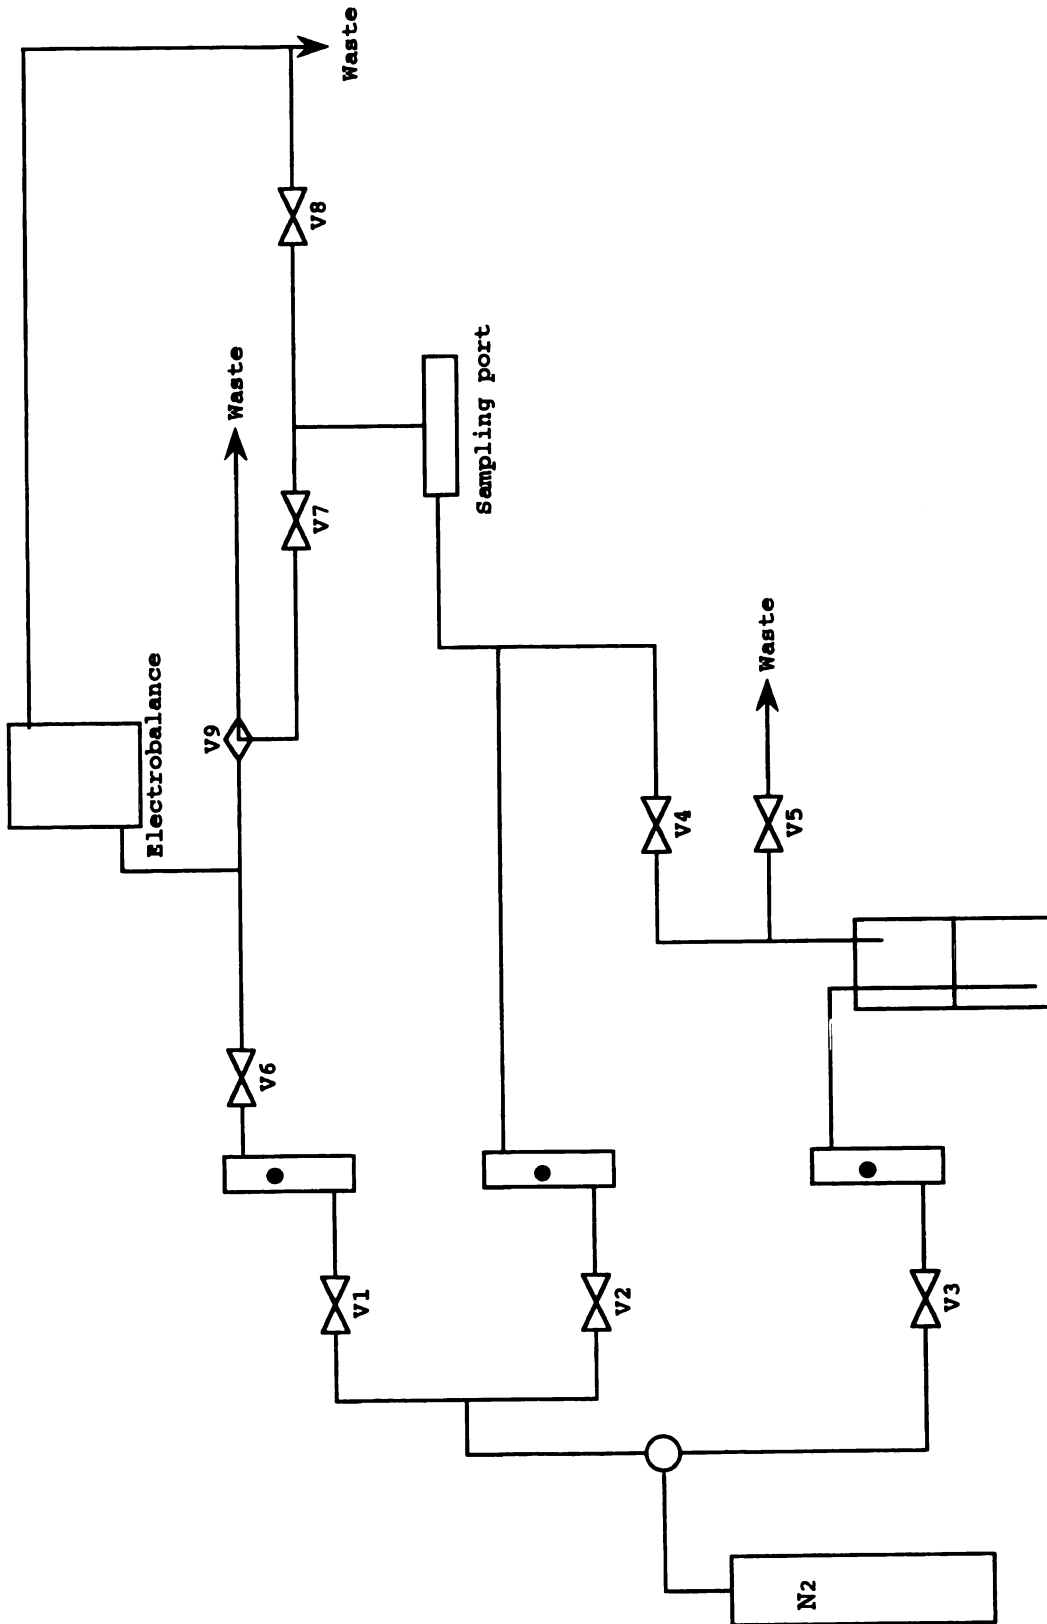 Waste
V8
Waste
Sampling port
V7
Electrobalance
V9
Waste
V4
V5
V6
V1
V2
V3
N2